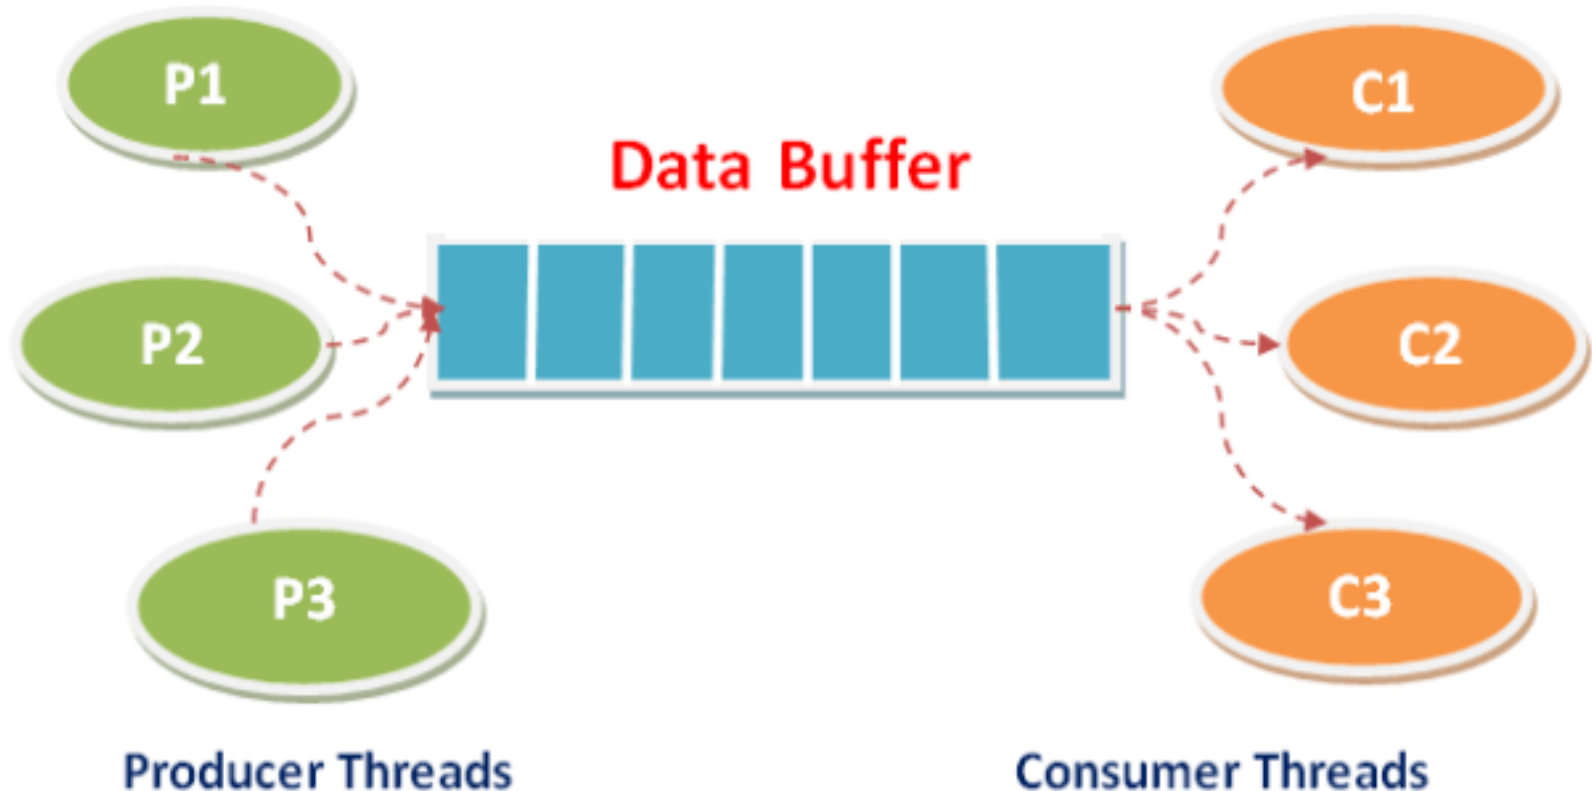 P1
C1
Data Buffer
P2
C2
P3
C3
Producer Threads
Consumer Threads